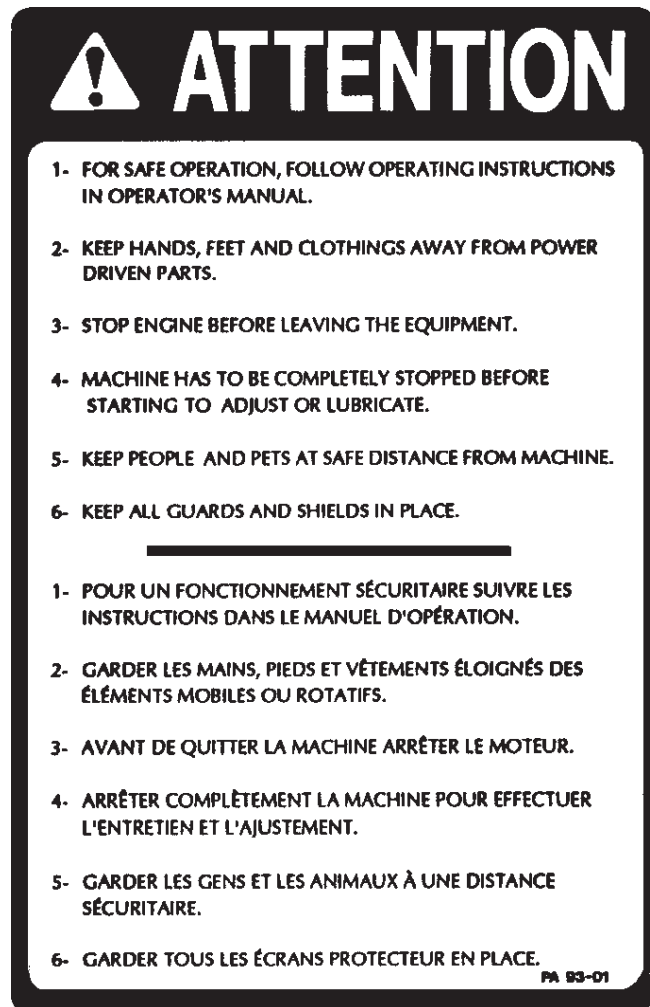 ATTENTION
1- FOR SAFE OPERATION, FOLLOW OPERATING INSTRUCTIONS
IN OPERATOR'S MANUAL.
2- KEEP HANDS, FEET AND CLOTHINGS AWAY FROM POWER
DRIVEN PARTS.
3- STOP ENGINE BEFORE LEAVING THE EQUIPMENT.
4- MACHINE HAS TO BE COMPLETELY STOPPED BEFORE
STARTING TO ADJUST OR LUBRICATE.
5- KEEP PEOPLE AND PETS AT SAFE DISTANCE FROM MACHINE.
6- KEEP ALL GUARDS AND SHIELDS IN PLACE.
1- POUR UN FONCTIONNEMENT SÉCURITAIRE SUIVRE LES
INSTRUCTIONS DANS LE MANUEL D'OPÉRATION.
2- GARDER LES MAINS, PIEDS ET VÊTEMENTS ÉLOIGNÉS DES
ÉLÉMENTS MOBILES OU ROTATIFS.
3- AVANT DE QUITTER LA MACHINE ARRÊTER LE MOTEUR.
4- ARRÊTER COMPLÈTEMENT LA MACHINE POUR EFFECTUER
L'ENTRETIEN ET L'AJUSTEMENT.
5- GARDER LES GENS ET LES ANIMAUX À UNE DISTANCE
SÉCURITAIRE.
6- GARDER TOUS LES ÉCRANS PROTECTEUR EN PLACE.
PA 93-01